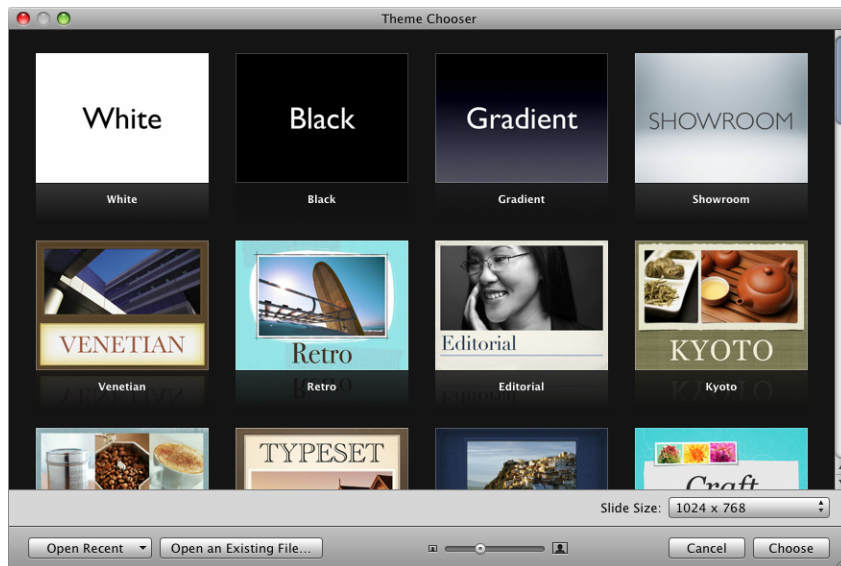 Theme Chooser
White
Black
Gradient
SHOWROOM
White
Black
Gradient
Showroom
VENETIAN
Retro
Editorial
KYOTO
Venetian
Retro
Editorial
Kyoto
TYPESET
Craft
Slide Size: 1024 x 768
Open Recent
Open an Existing File...
Cancel
Choose